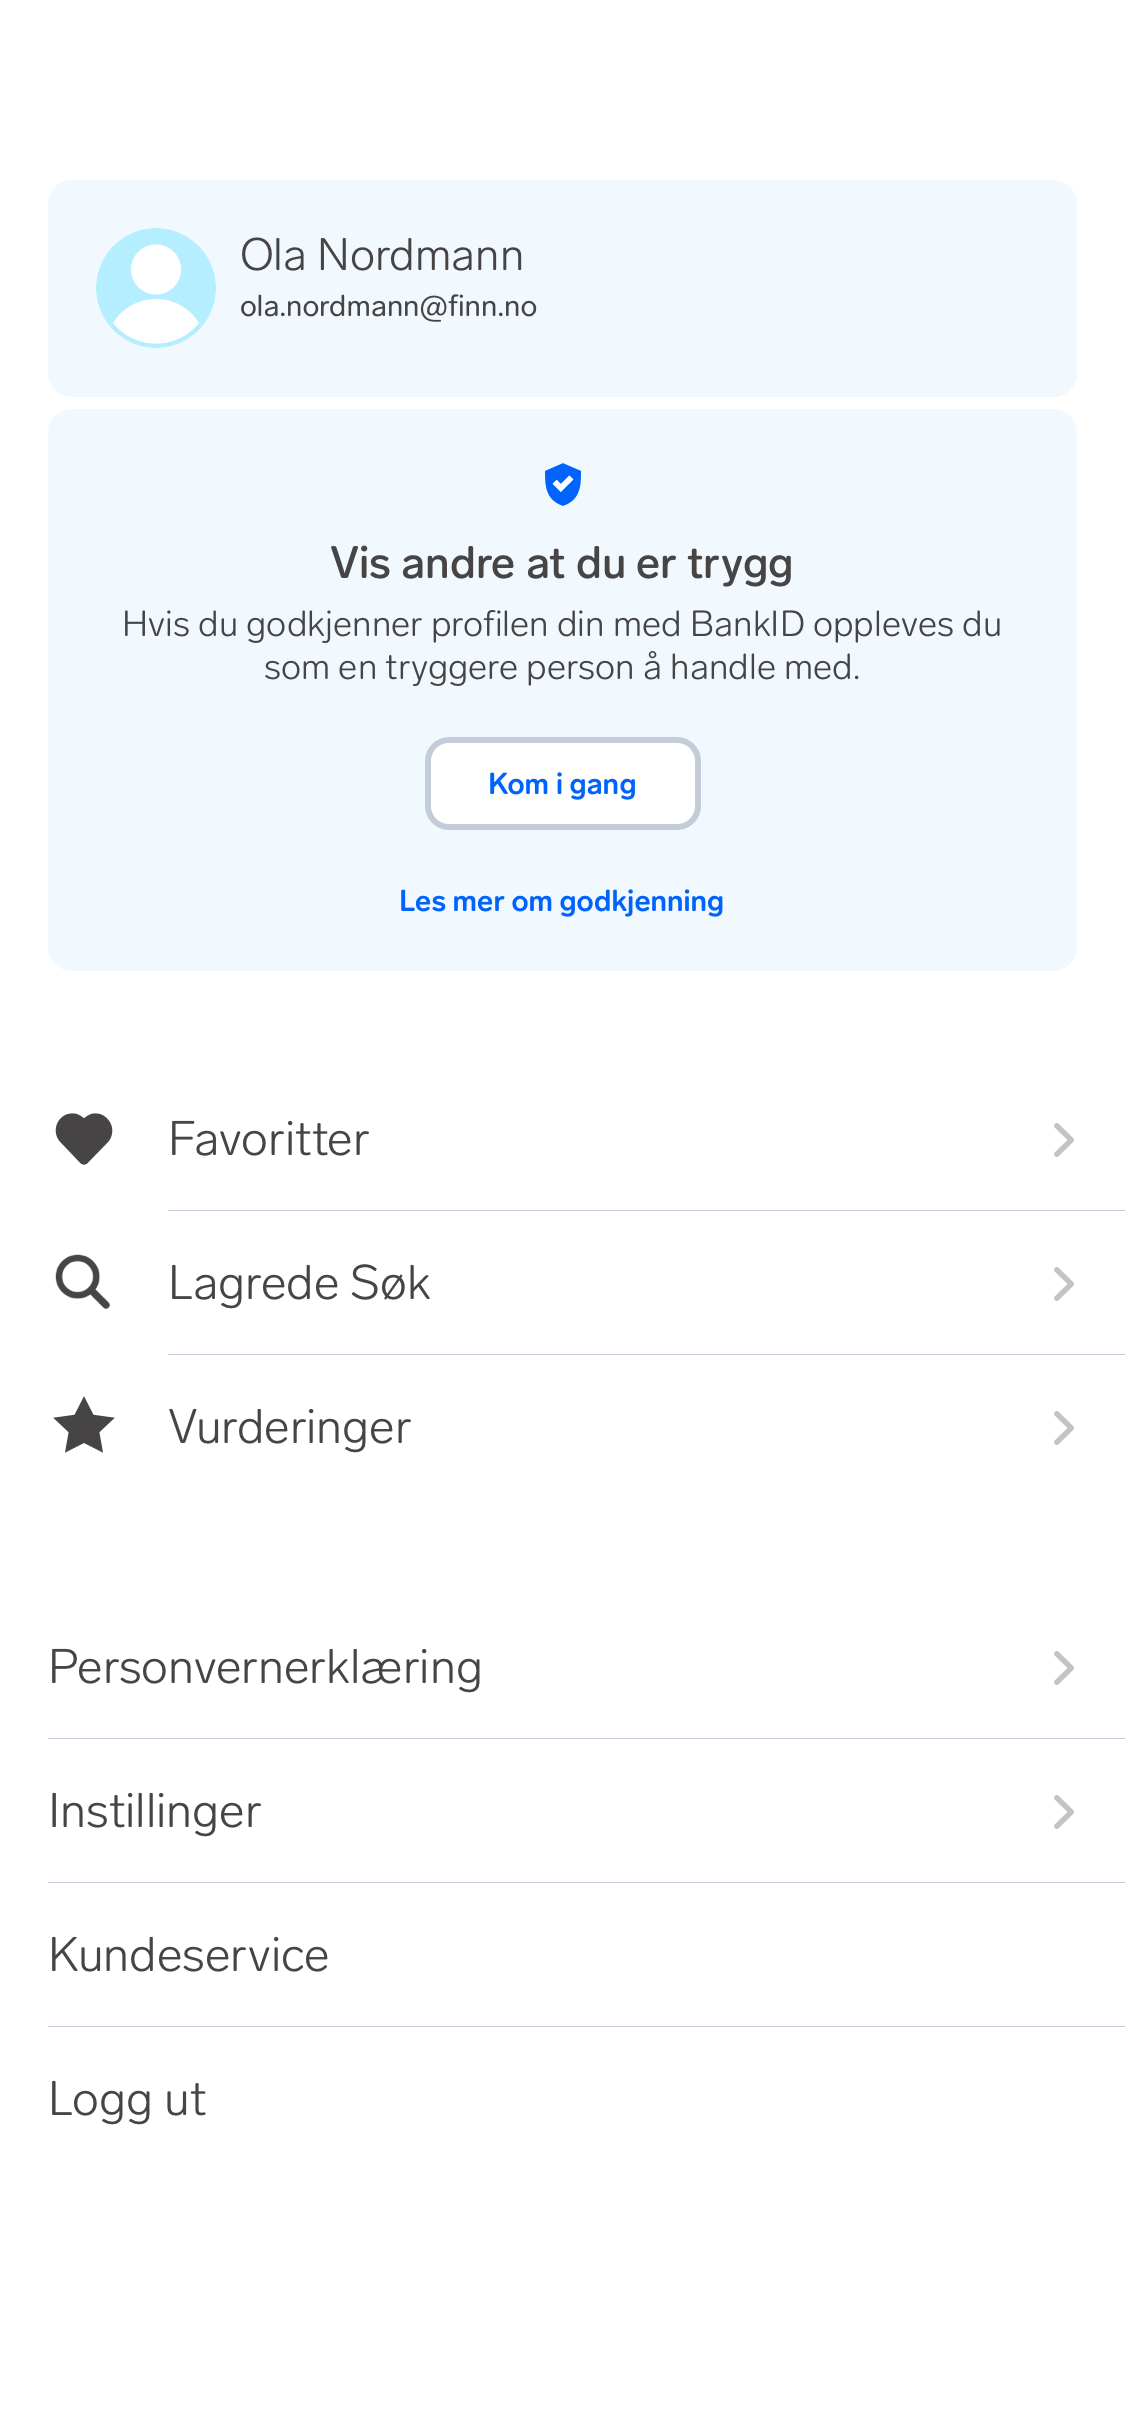 Ola Nordmann
ola.nordmann@finn.no
Vis andre at du er trygg
Hvis du godkjenner profilen din med BankID oppleves du
som en tryggere person å handle med.
Kom i gang
Les mer om godkjenning
Favoritter
Lagrede Søk
Vurderinger
Personvernerklæring
Instillinger
Kundeservice
Logg ut